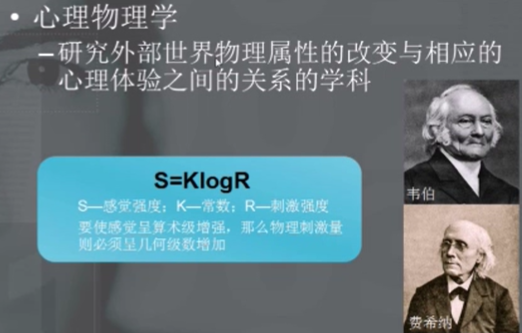 • 心理物理学
–研究外部世界物理属性的改变与相应的
心理体验之间的关系的学科
S=KlogR
S—感觉强度；K—常数；R—刺激强度
要使感觉呈算术级增强，那么物理刺激量
则必须呈几何级数增加
韦伯
费希纳